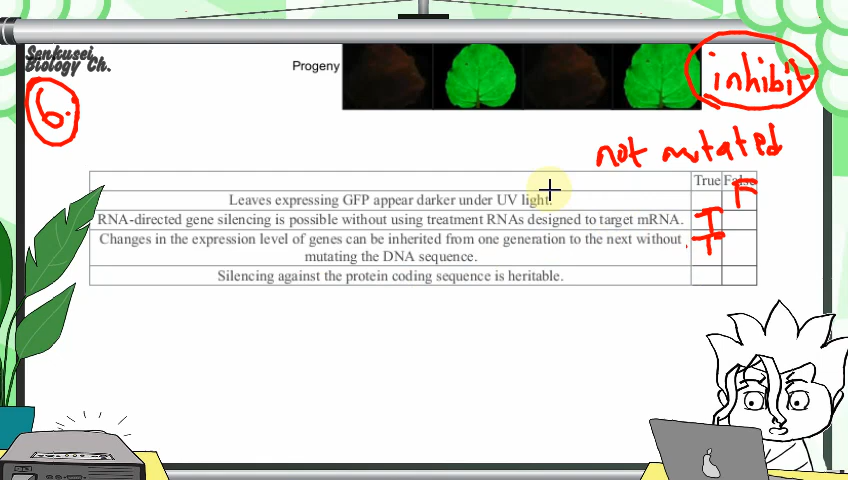 Senkusei
Biology Ch.
Progeny
inhibit
6.
not mutated
True False
Leaves expressing GFP appear darker under UV light. F
RNA-directed gene silencing is possible without using treatment RNAs designed to target mRNA. T
Changes in the expression level of genes can be inherited from one generation to the next without T
mutating the DNA sequence.
Silencing against the protein coding sequence is heritable.